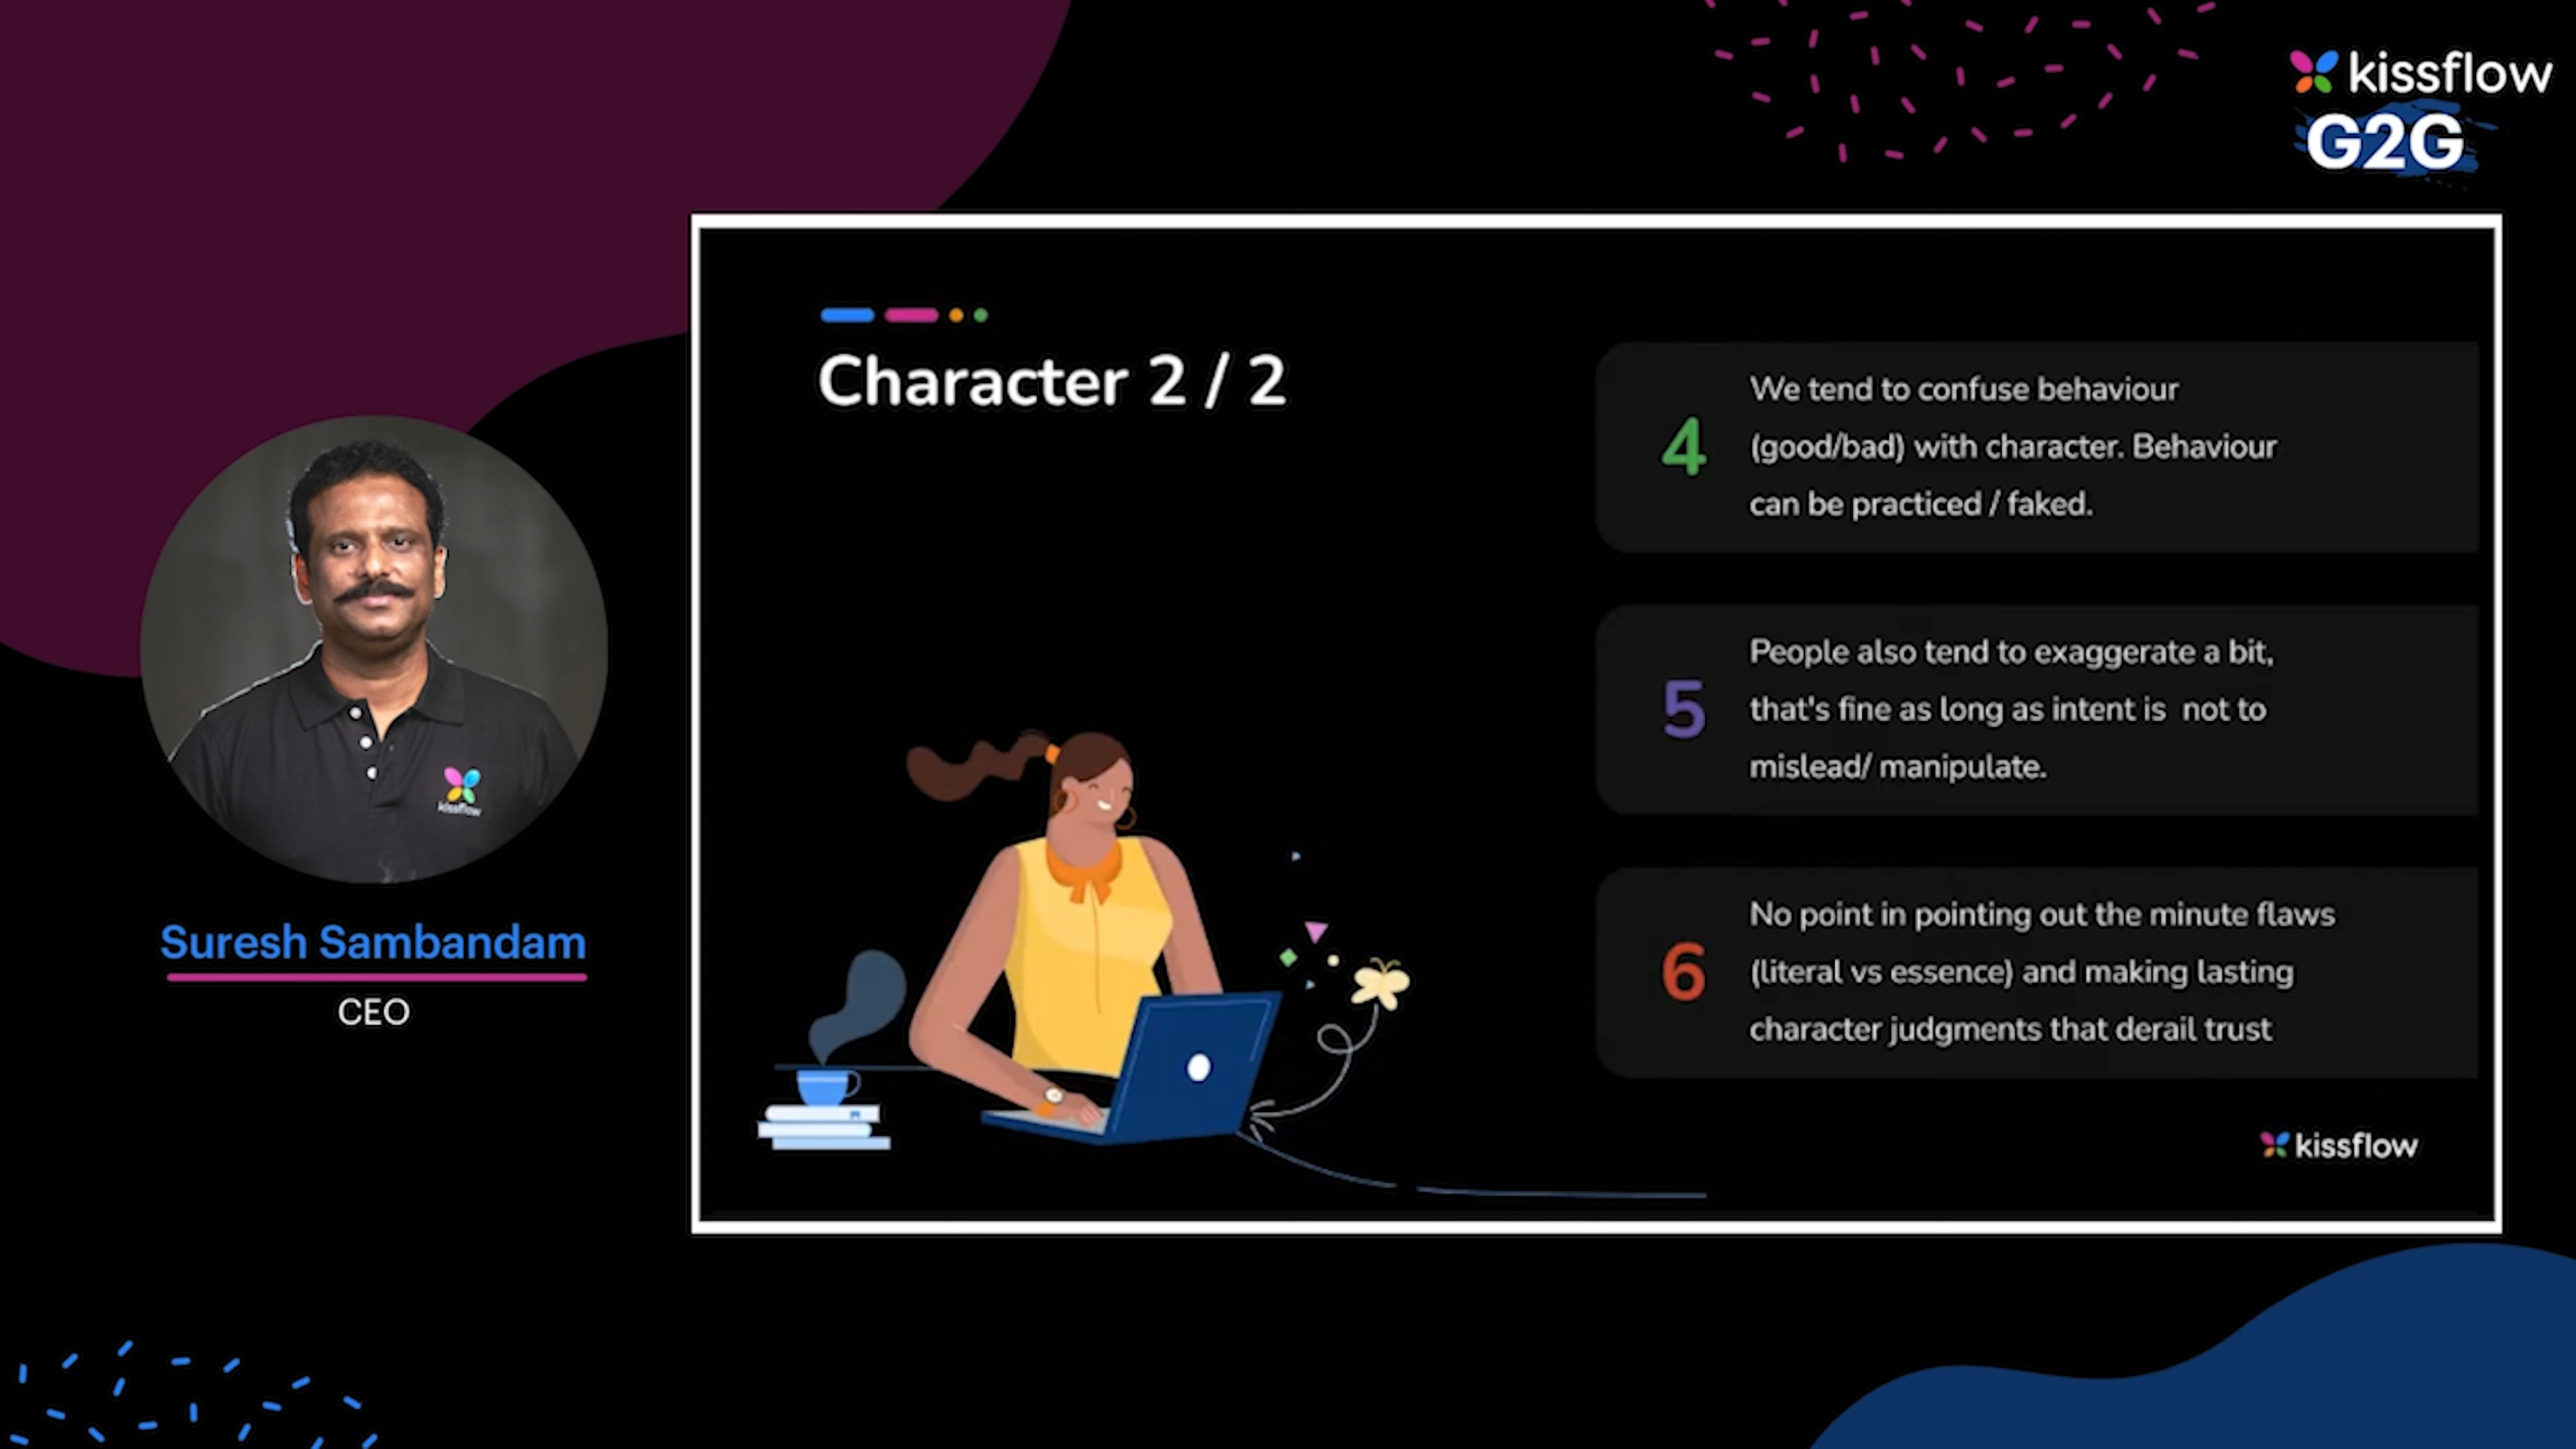 kissflow
G2G
Character 2 / 2
4
We tend to confuse behaviour
(good/bad) with character. Behaviour
can be practiced / faked.
5
People also tend to exaggerate a bit,
that's fine as long as intent is not to
mislead/ manipulate.
6
No point in pointing out the minute flaws
(literal vs essence) and making lasting
character judgments that derail trust
kissflow
kissflow
Suresh Sambandam
CEO